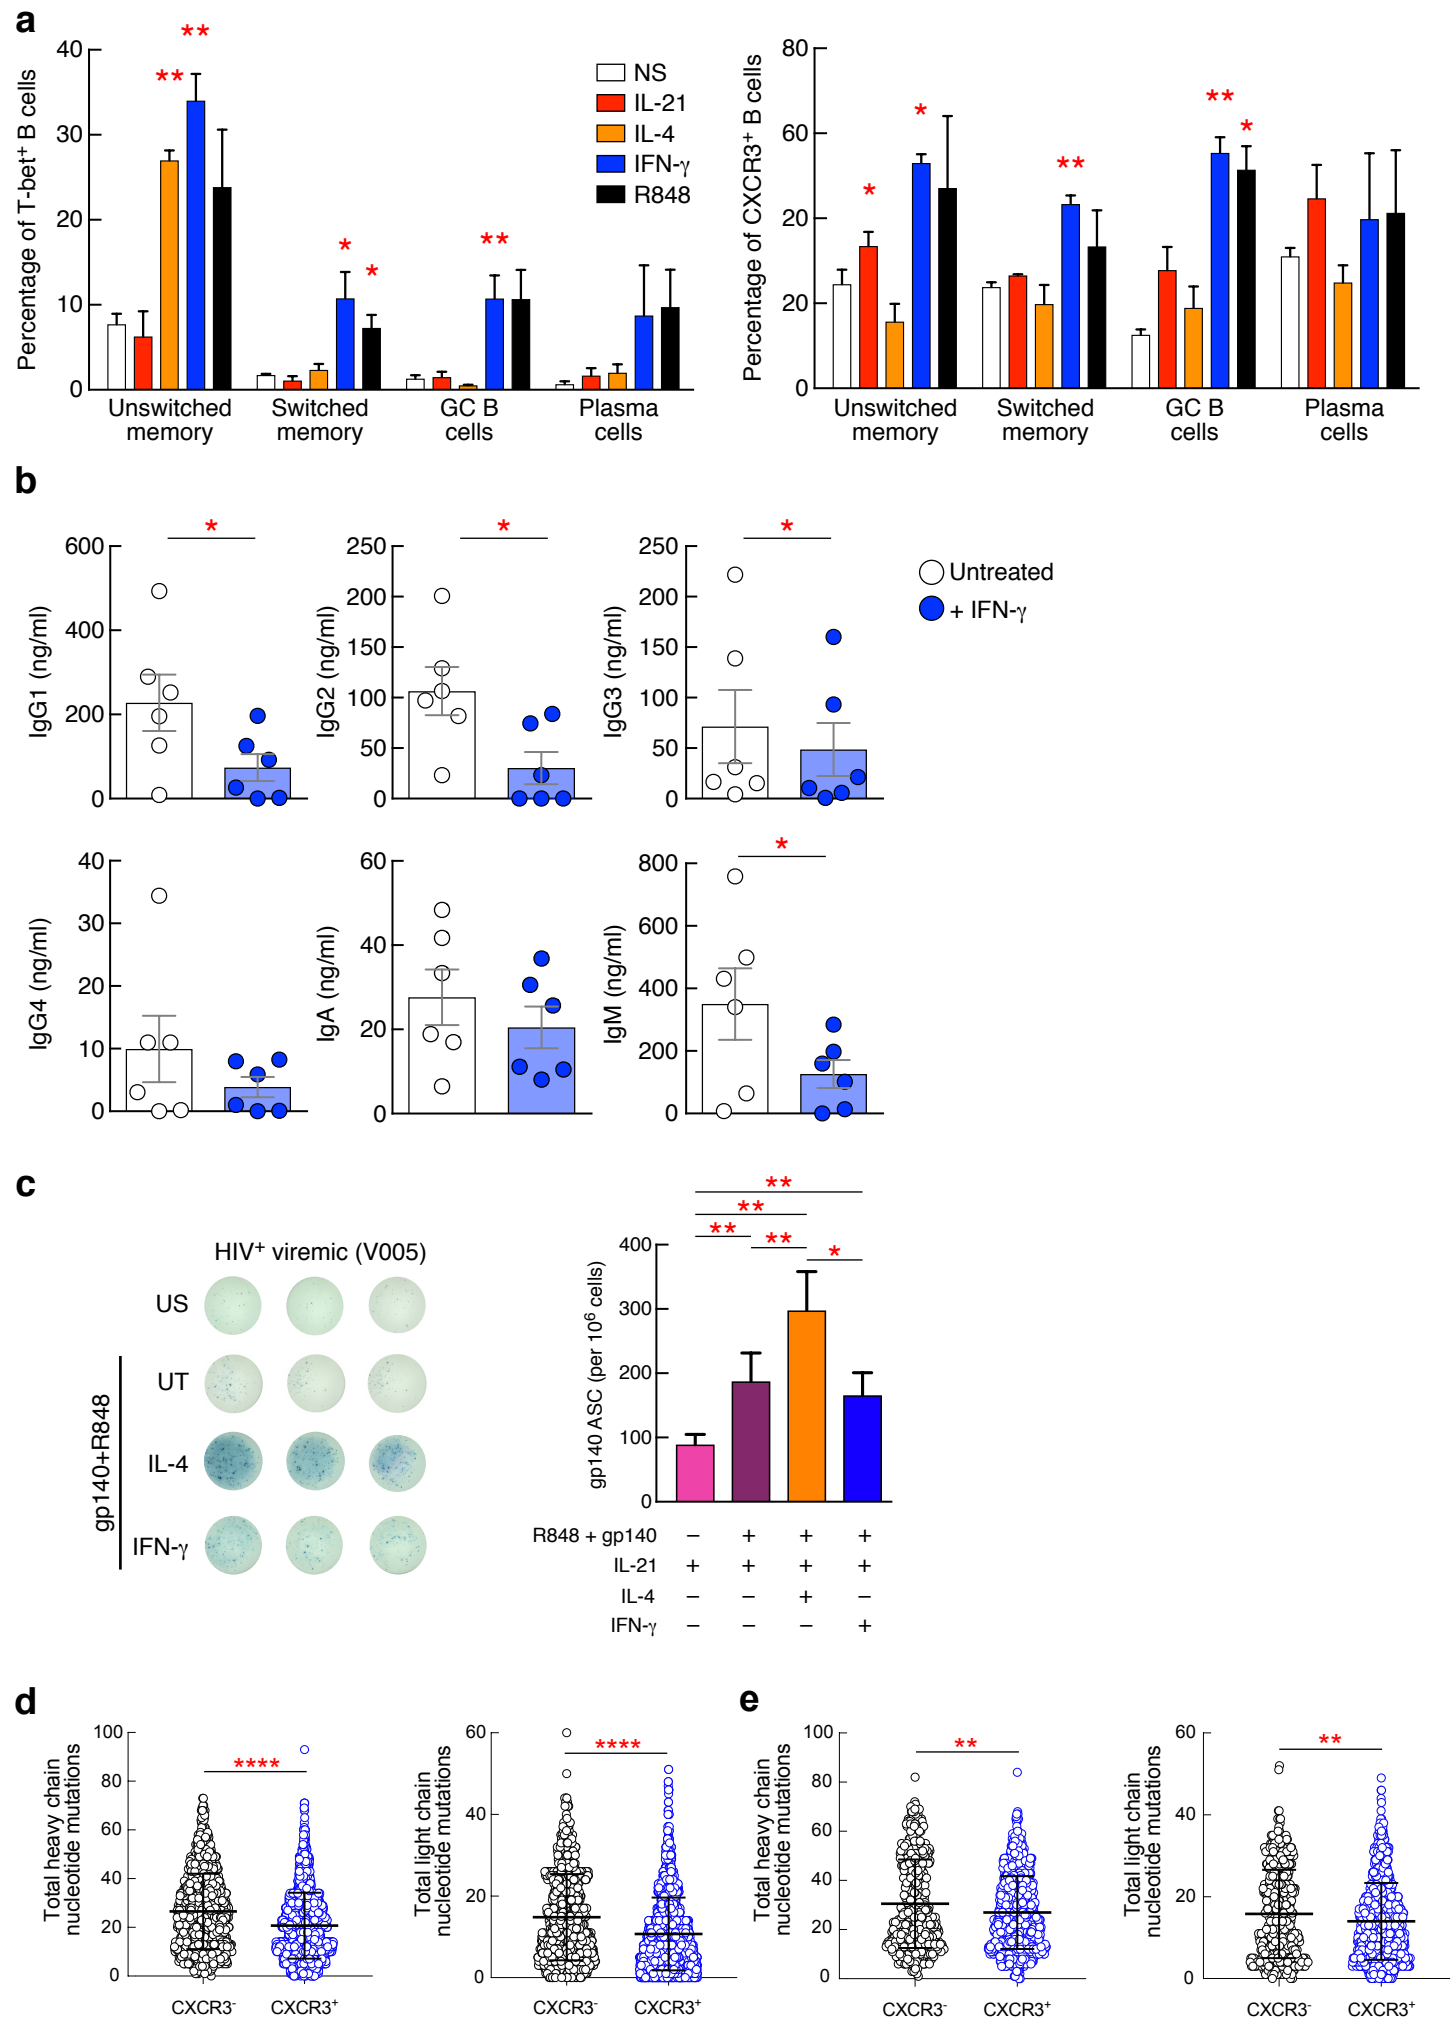 a
40
30
20
10
0
Percentage of T-bet⁺ B cells
**
**
*
*
**
NS
IL-21
IL-4
IFN-γ
R848
Unswitched
memory
Switched
memory
GC B
cells
Plasma
cells
80
60
20
20
0
Percentage of CXCR3⁺ B cells
*
*
**
**
*
Unswitched
memory
Switched
memory
GC B
cells
Plasma
cells
b
600
400
200
0
IgG1 (ng/ml)
*
250
200
150
100
50
0
IgG2 (ng/ml)
*
250
200
150
100
50
0
IgG3 (ng/ml)
*
Untreated
+ IFN-γ
40
30
20
10
0
IgG4 (ng/ml)
60
40
20
0
IgA (ng/ml)
800
600
400
200
0
IgM (ng/ml)
*
c
HIV⁺ viremic (V005)
US
UT
IL-4
IFN-γ
gp140+R848
**
**
**
**
*
400
300
200
100
0
gp140 ASC (per 10⁶ cells)
R848 + gp140 − + + +
IL-21 + + + +
IL-4 − − + −
IFN-γ − − − +
d
100
80
60
40
20
0
Total heavy chain
nucleotide mutations
****
CXCR3⁻ CXCR3⁺
60
40
20
0
Total light chain
nucleotide mutations
****
CXCR3⁻ CXCR3⁺
e
100
80
60
40
20
0
Total heavy chain
nucleotide mutations
**
CXCR3⁻ CXCR3⁺
60
40
20
0
Total light chain
nucleotide mutations
**
CXCR3⁻ CXCR3⁺